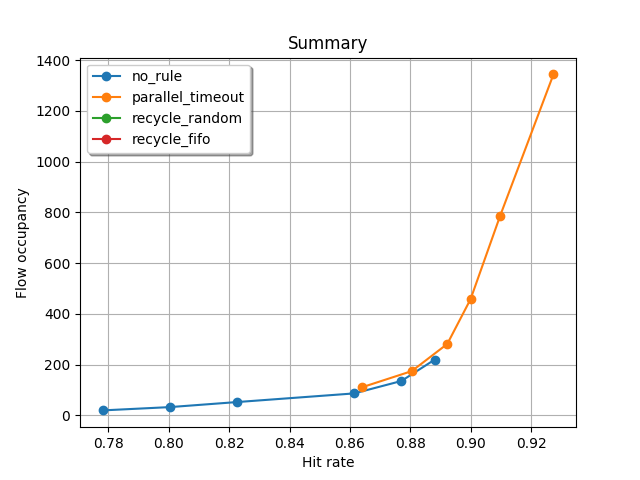 Summary
no_rule
parallel_timeout
recycle_random
recycle_fifo
1400
1200
1000
800
600
400
200
0
Flow occupancy
0.78 0.80 0.82 0.84 0.86 0.88 0.90 0.92
Hit rate